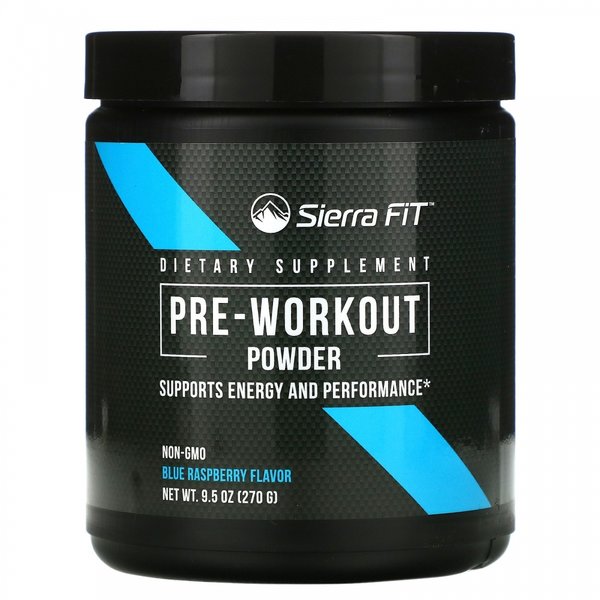 Sierra FiT™
DIETARY SUPPLEMENT
PRE-WORKOUT
POWDER
SUPPORTS ENERGY AND PERFORMANCE*
NON-GMO
BLUE RASPBERRY FLAVOR
NET WT. 9.5 OZ (270 G)